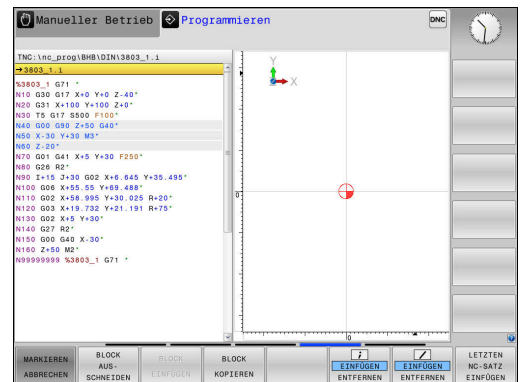 Manueller Betrieb
Programmieren
DNC
TNC:\nc_prog\BHB\DIN\3803_1.i
→3803_1.i
%3803_1 G71 *
N10 G30 G17 X+0 Y+0 Z-40*
N20 G31 X+100 Y+100 Z+0*
N30 T5 G17 S500 F100*
N40 G00 G90 Z+50 G40*
N50 X-30 Y+30 M3*
N60 Z-20*
N70 G01 G41 X+5 Y+30 F250*
N80 G26 R2*
N90 I+15 J+30 G02 X+6.645 Y+35.495*
N100 G06 X+55.55 Y+69.488*
N110 G02 X+58.995 Y+30.025 R+20*
N120 G03 X+19.732 Y+21.191 R+75*
N130 G02 X+5 Y+30*
N140 G27 R2*
N150 G00 G40 X-30*
N160 Z+50 M2*
N99999999 %3803_1 G71 *
Y
X
0
0
MARKIEREN
ABBRECHEN
BLOCK
AUS-
SCHNEIDEN
BLOCK
EINFÜGEN
BLOCK
KOPIEREN
EINFÜGEN
ENTFERNEN
EINFÜGEN
ENTFERNEN
LETZTEN
NC-SATZ
EINFÜGEN